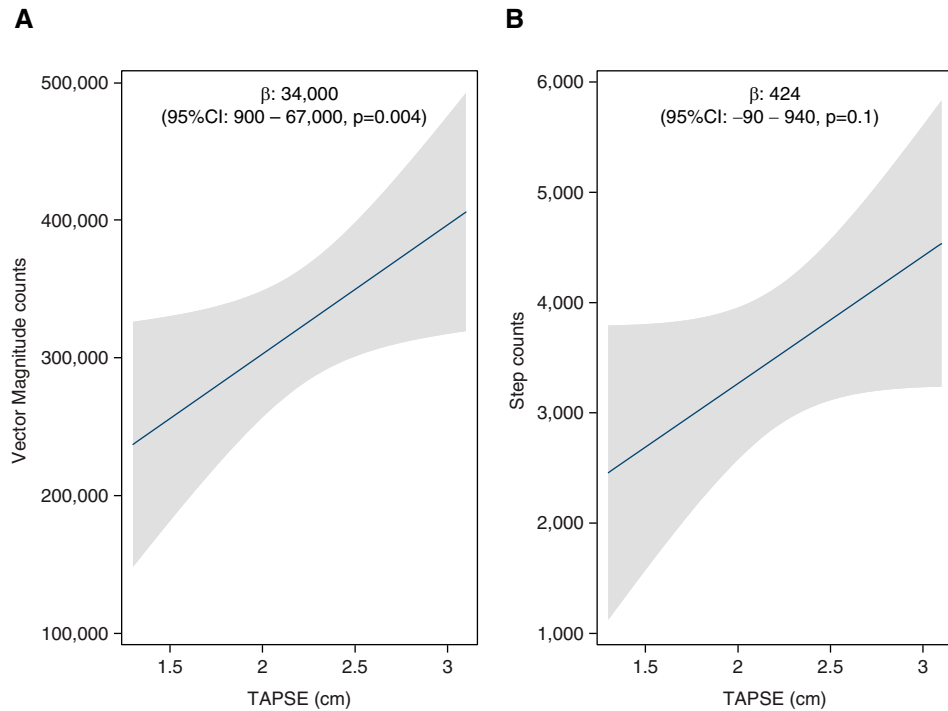 A
β: 34,000
(95%CI: 900 – 67,000, p=0.004)
500,000
400,000
300,000
200,000
100,000
Vector Magnitude counts
1.5 2 2.5 3
TAPSE (cm)
B
β: 424
(95%CI: –90 – 940, p=0.1)
6,000
5,000
4,000
3,000
2,000
1,000
Step counts
1.5 2 2.5 3
TAPSE (cm)